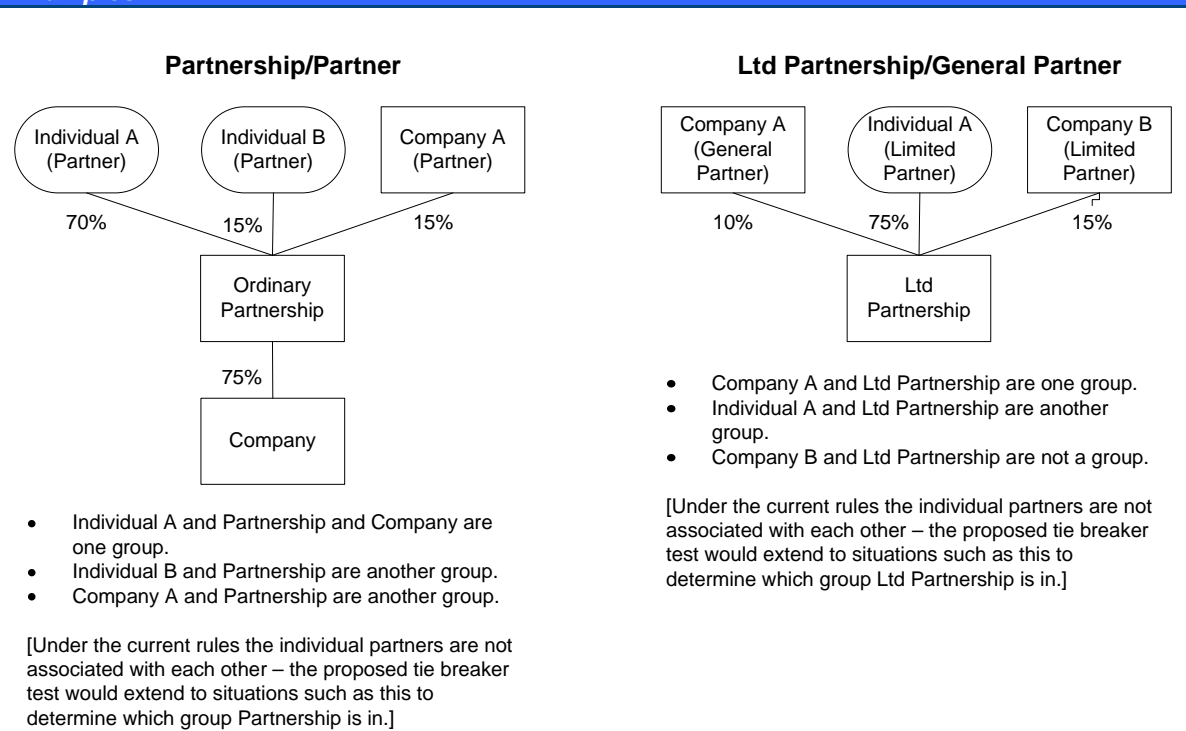 Partnership/Partner
Individual A
(Partner)
Individual B
(Partner)
Company A
(Partner)
70%
15%
15%
Ordinary
Partnership
75%
Company
• Individual A and Partnership and Company are
one group.
• Individual B and Partnership are another group.
• Company A and Partnership are another group.
[Under the current rules the individual partners are not
associated with each other – the proposed tie breaker
test would extend to situations such as this to
determine which group Partnership is in.]
Ltd Partnership/General Partner
Company A
(General
Partner)
Individual A
(Limited
Partner)
Company B
(Limited
Partner)
10%
75%
15%
Ltd
Partnership
• Company A and Ltd Partnership are one group.
• Individual A and Ltd Partnership are another
group.
• Company B and Ltd Partnership are not a group.
[Under the current rules the individual partners are not
associated with each other – the proposed tie breaker
test would extend to situations such as this to
determine which group Ltd Partnership is in.]